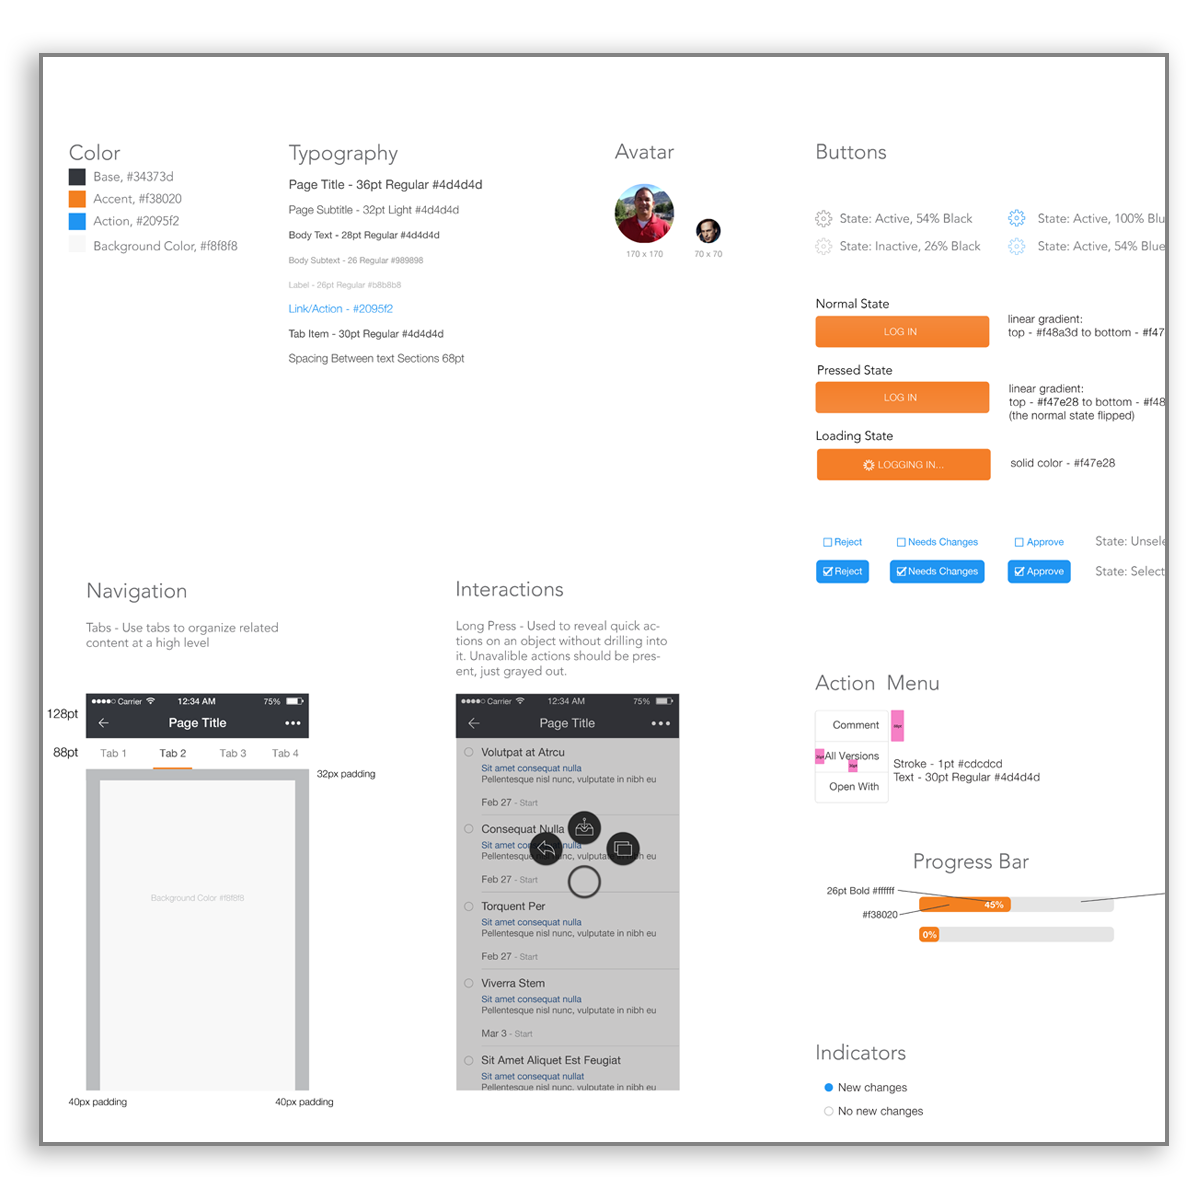 Color
Base, #34373d
Accent, #f38020
Action, #2095f2
Background Color, #f8f8f8
Typography
Page Title - 36pt Regular #4d4d4d
Page Subtitle - 32pt Light #4d4d4d
Body Text - 28pt Regular #4d4d4d
Body Subtext - 26 Regular #989898
Label - 26pt Regular #b8b8b8
Link/Action - #2095f2
Tab Item - 30pt Regular #4d4d4d
Spacing Between text Sections 68pt
Avatar
170 x 170
70 x 70
Buttons
State: Active, 54% Black
State: Active, 100% Blu
State: Inactive, 26% Black
State: Active, 54% Blue
Normal State
LOG IN
linear gradient:
top - #f48a3d to bottom - #f47
Pressed State
LOG IN
linear gradient:
top - #f47e28 to bottom - #f48
(the normal state flipped)
Loading State
LOGGING IN...
solid color - #f47e28
Reject
Needs Changes
Approve
State: Unsele
Reject
Needs Changes
Approve
State: Select
Navigation
Tabs - Use tabs to organize related
content at a high level
128pt
Carrier
12:34 AM
75%
Page Title
88pt
Tab 1
Tab 2
Tab 3
Tab 4
32px padding
Background Color #f8f8f8
40px padding
40px padding
Interactions
Long Press - Used to reveal quick ac-
tions on an object without drilling into
it. Unavalible actions should be pres-
ent, just grayed out.
Carrier
12:34 AM
75%
Page Title
Volutpat at Atrcu
Sit amet consequat nulla
Pellentesque nisl nunc, vulputate in nibh eu
Feb 27 - Start
Consequat Nulla
Sit amet con nulla
Pellentesqu vulputat in nibh eu
Feb 27 - Start
Torquent Per
Sit amet consequat nulla
Pellentesque nisl nunc, vulputate in nibh eu
Feb 27 - Start
Viverra Stem
Sit amet consequat nulla
Pellentesque nisl nunc, vulputate in nibh eu
Mar 3 - Start
Sit Amet Aliquet Est Feugiat
Sit amet consequat nullat
Pellentesque nisl nunc, vulputate in nibh eu
Action Menu
Comment
All Versions
Open With
Stroke - 1pt #cdcdcd
Text - 30pt Regular #4d4d4d
Progress Bar
26pt Bold #ffffff
45%
#f38020
0%
Indicators
New changes
No new changes